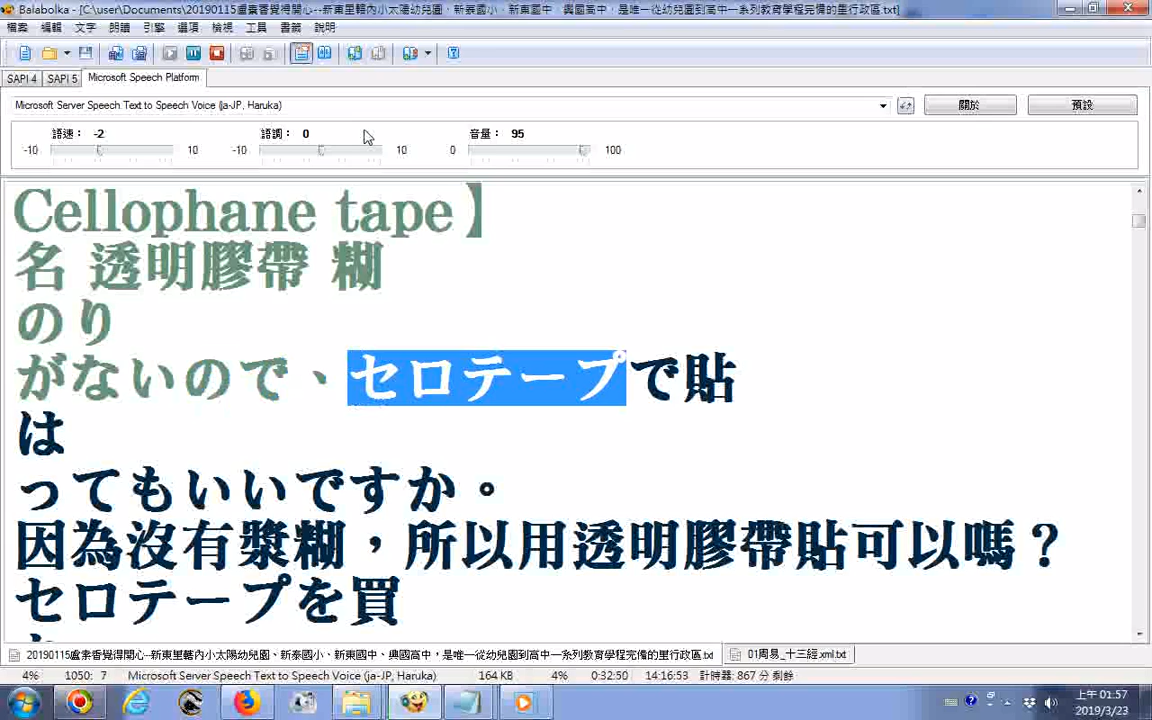 Balabolka - [C:\user\Documents\20190115盧素香覺得開心--新東里轄內小太陽幼兒園、新泰國小、新東國中、興國高中，是唯一從幼兒園到高中一系列教育學程完備的里行政區.txt]
檔案 編輯 文字 朗讀 引擎 選項 檢視 工具 書籤 說明
SAPI 4 SAPI 5 Microsoft Speech Platform
Microsoft Server Speech Text to Speech Voice (ja-JP, Haruka) 關於 預設
語速： -2 語調： 0 音量： 95
-10 10 -10 10 0 100
Cellophane tape】
名 透明膠帶 糊
のり
がないので、セロテープで貼
は
ってもいいですか。
因為沒有漿糊，所以用透明膠帶貼可以嗎？
セロテープを買
20190115盧素香覺得開心--新東里轄內小太陽幼兒園、新泰國小、新東國中、興國高中，是唯一從幼兒園到高中一系列教育學程完備的里行政區.txt 01周易_十三經.xml.txt
4% 1050: 7 Microsoft Server Speech Text to Speech Voice (ja-JP, Haruka) 164 KB 4% 0:32:50 14:16:53 計時器: 867 分 剩餘
上午 01:57
2019/3/23